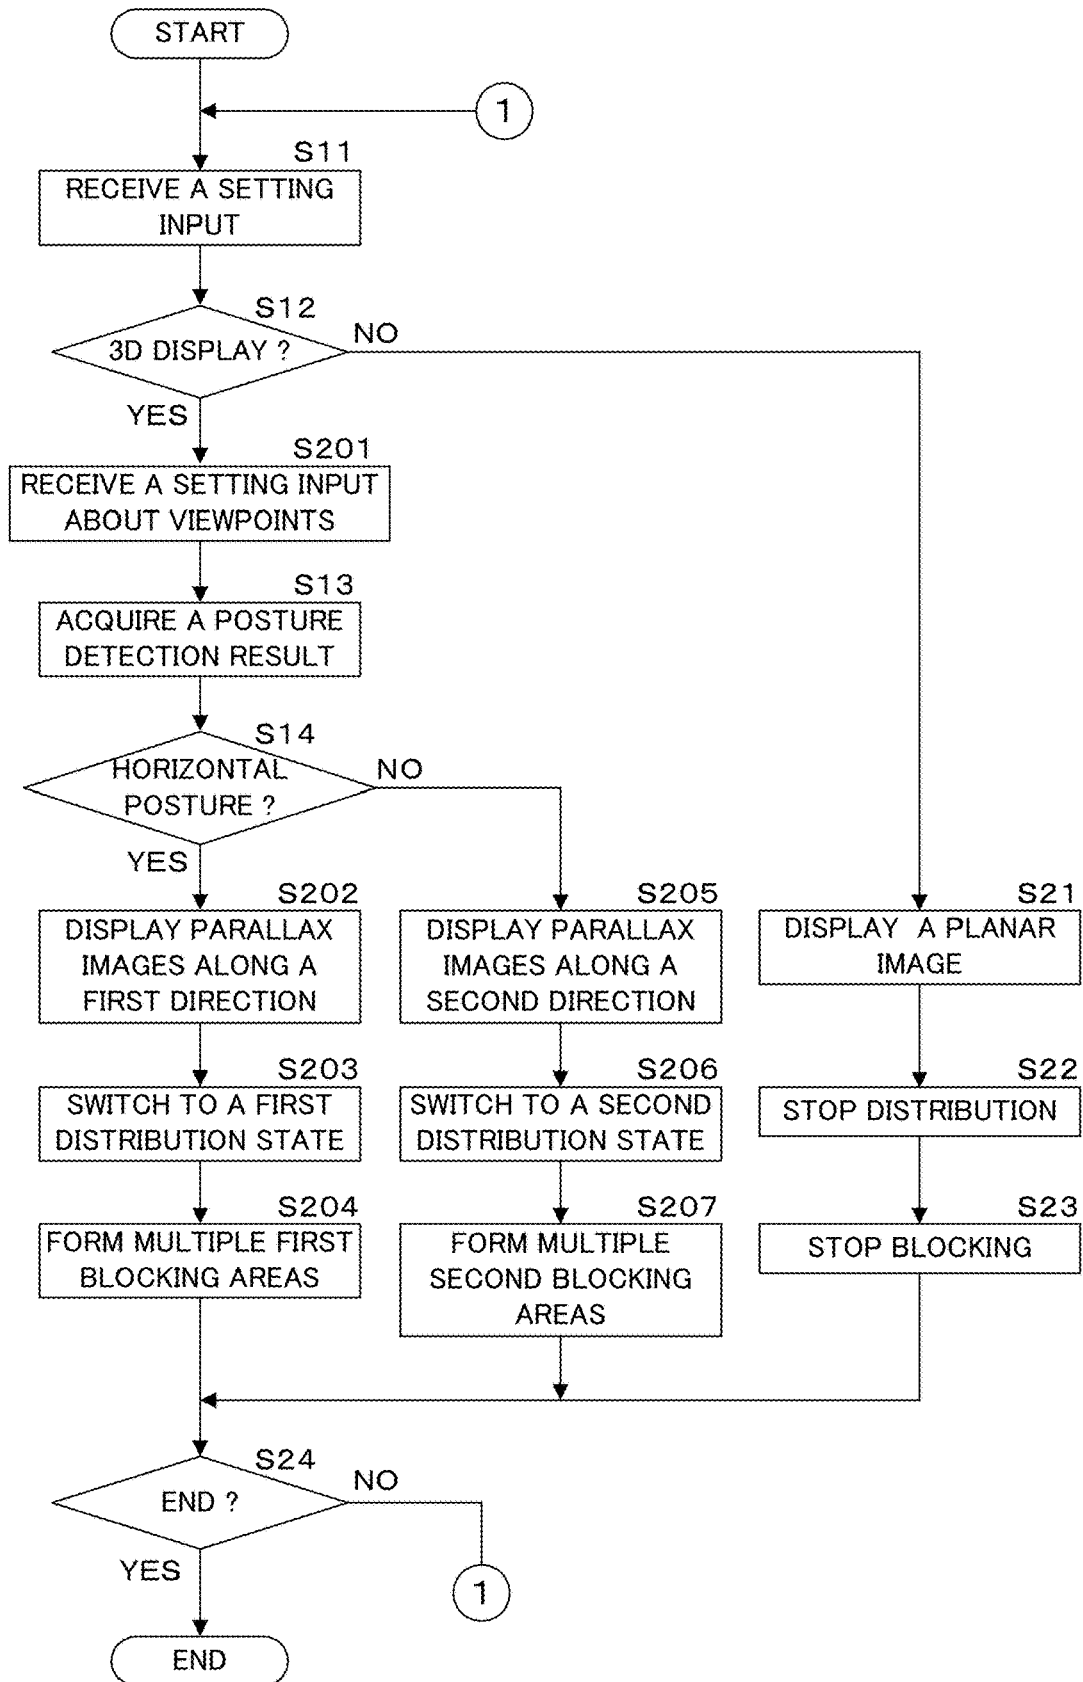 START
1
S11
RECEIVE A SETTING
INPUT
S12
3D DISPLAY ?
NO
YES
S201
RECEIVE A SETTING INPUT
ABOUT VIEWPOINTS
S13
ACQUIRE A POSTURE
DETECTION RESULT
S14
HORIZONTAL
POSTURE ?
NO
YES
S202
DISPLAY PARALLAX
IMAGES ALONG A
FIRST DIRECTION
S203
SWITCH TO A FIRST
DISTRIBUTION STATE
S204
FORM MULTIPLE FIRST
BLOCKING AREAS
S205
DISPLAY PARALLAX
IMAGES ALONG A
SECOND DIRECTION
S206
SWITCH TO A SECOND
DISTRIBUTION STATE
S207
FORM MULTIPLE
SECOND BLOCKING
AREAS
S21
DISPLAY A PLANAR
IMAGE
S22
STOP DISTRIBUTION
S23
STOP BLOCKING
S24
END ?
NO
YES
1
END